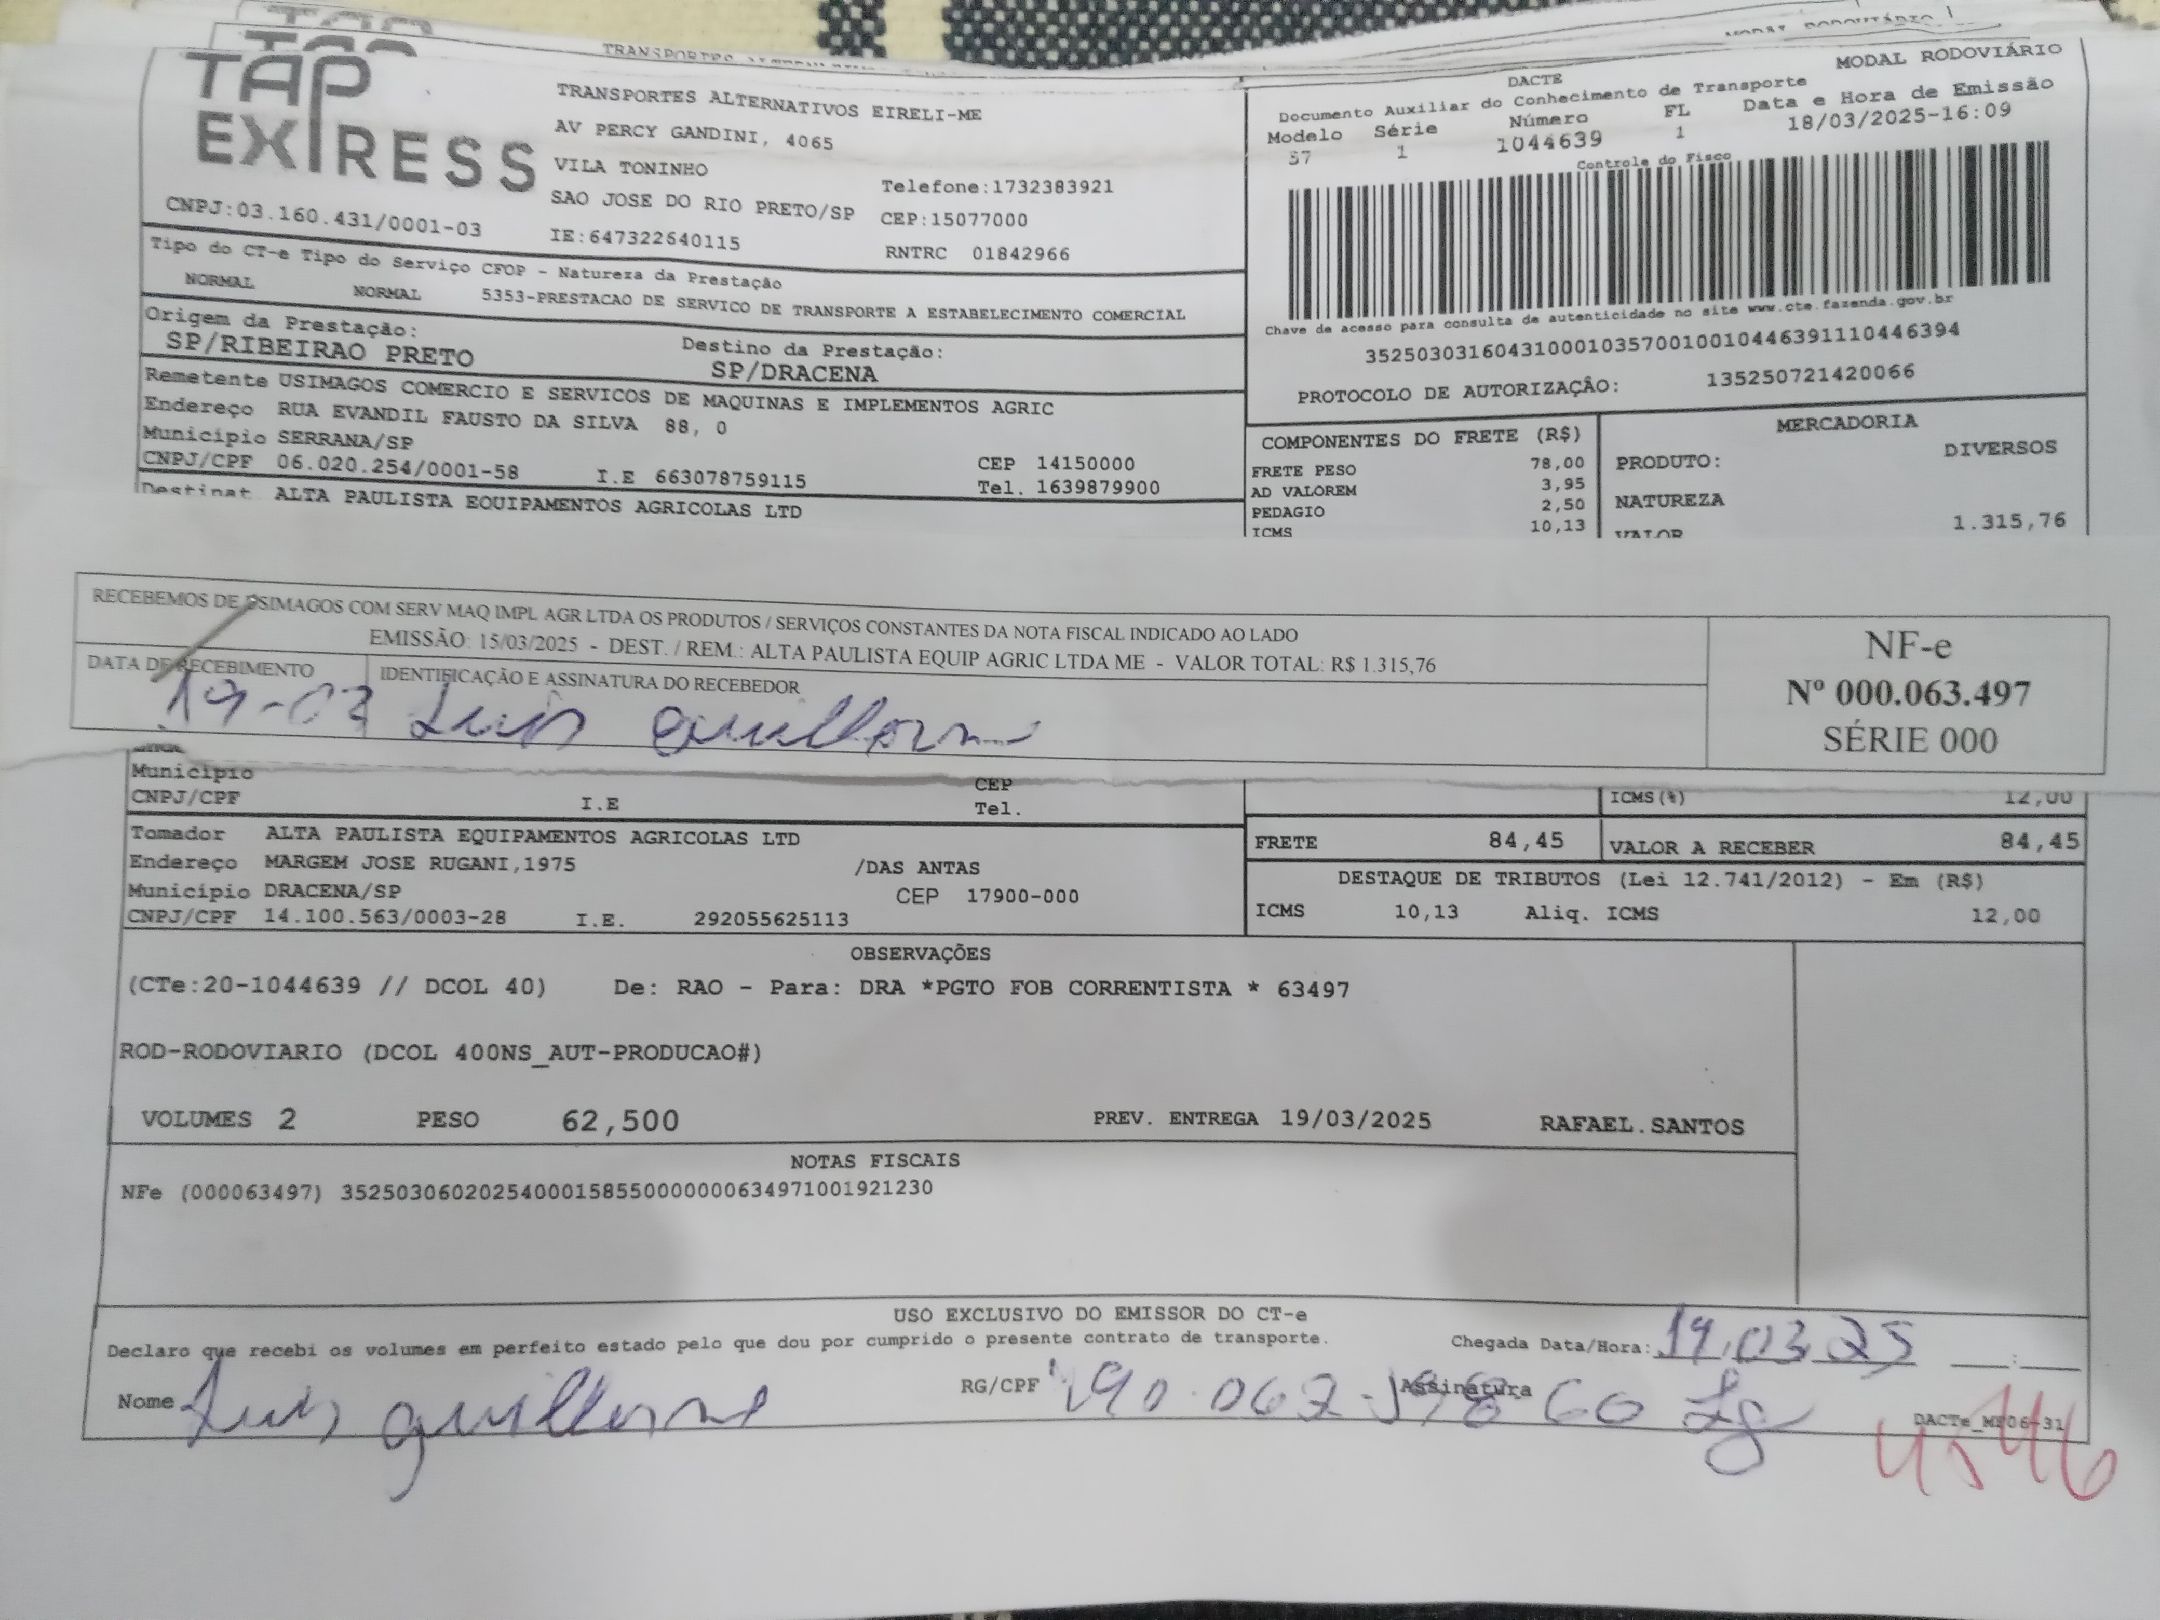 TAP EXPRESS
TRANSPORTES ALTERNATIVOS EIRELI-ME
AV PERCY GANDINI, 4065
VILA TONINHO
Telefone:1732383921
SAO JOSE DO RIO PRETO/SP CEP:15077000
CNPJ:03.160.431/0001-03
IE:647322640115
RNTRC 01842966
MODAL RODOVIÁRIO
DACTE
Documento Auxiliar do Conhecimento de Transporte
Modelo Série Número FL Data e Hora de Emissão
57 1 1044639 1 18/03/2025-16:09
Controle do Fisco
Chave de acesso para consulta de autenticidade no site www.cte.fazenda.gov.br
35250303160431000103570010010446391110446394
PROTOCOLO DE AUTORIZAÇÃO: 135250721420066
Tipo do CT-e Tipo do Serviço CFOP - Natureza da Prestação
NORMAL NORMAL 5353-PRESTACAO DE SERVICO DE TRANSPORTE A ESTABELECIMENTO COMERCIAL
Origem da Prestação: Destino da Prestação:
SP/RIBEIRAO PRETO SP/DRACENA
Remetente USIMAGOS COMERCIO E SERVICOS DE MAQUINAS E IMPLEMENTOS AGRIC
Endereço RUA EVANDIL FAUSTO DA SILVA 88, 0
Município SERRANA/SP CEP 14150000
CNPJ/CPF 06.020.254/0001-58 I.E 663078759115 Tel. 1639879900
Destinat. ALTA PAULISTA EQUIPAMENTOS AGRICOLAS LTD
COMPONENTES DO FRETE (R$)
FRETE PESO 78,00
AD VALOREM 3,95
PEDAGIO 2,50
ICMS 10,13
MERCADORIA
PRODUTO: DIVERSOS
NATUREZA
VALOR 1.315,76
RECEBEMOS DE USIMAGOS COM SERV MAQ IMPL AGR LTDA OS PRODUTOS / SERVIÇOS CONSTANTES DA NOTA FISCAL INDICADO AO LADO
EMISSÃO: 15/03/2025 - DEST. / REM.: ALTA PAULISTA EQUIP AGRIC LTDA ME - VALOR TOTAL: R$ 1.315,76
DATA DE RECEBIMENTO IDENTIFICAÇÃO E ASSINATURA DO RECEBEDOR
19-03 Luis Guilherme
NF-e
Nº 000.063.497
SÉRIE 000
Município CEP
CNPJ/CPF I.E Tel.
ICMS(%) 12,00
Tomador ALTA PAULISTA EQUIPAMENTOS AGRICOLAS LTD
Endereço MARGEM JOSE RUGANI,1975 /DAS ANTAS
Município DRACENA/SP CEP 17900-000
CNPJ/CPF 14.100.563/0003-28 I.E. 292055625113
FRETE 84,45 VALOR A RECEBER 84,45
DESTAQUE DE TRIBUTOS (Lei 12.741/2012) - Em (R$)
ICMS 10,13 Aliq. ICMS 12,00
OBSERVAÇÕES
(CTe:20-1044639 // DCOL 40) De: RAO - Para: DRA *PGTO FOB CORRENTISTA * 63497
ROD-RODOVIARIO (DCOL 400NS_AUT-PRODUCAO#)
VOLUMES 2 PESO 62,500 PREV. ENTREGA 19/03/2025 RAFAEL.SANTOS
NOTAS FISCAIS
NFe (000063497) 35250306020254000158550000000634971001921230
USO EXCLUSIVO DO EMISSOR DO CT-e
Declaro que recebi os volumes em perfeito estado pelo que dou por cumprido o presente contrato de transporte. Chegada Data/Hora: 19.03.25 __:__
Nome Luis Guilherme RG/CPF Assinatura